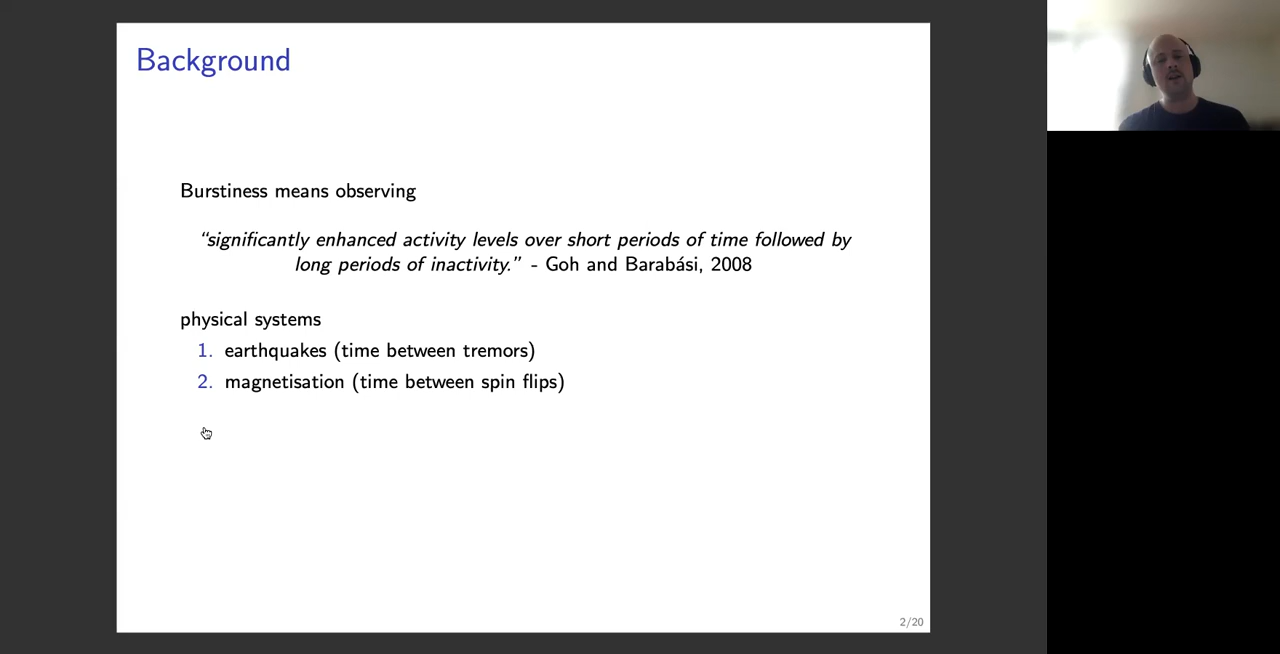 Background
Burstiness means observing
“significantly enhanced activity levels over short periods of time followed by
long periods of inactivity.” - Goh and Barabási, 2008
physical systems
1. earthquakes (time between tremors)
2. magnetisation (time between spin flips)
2/20